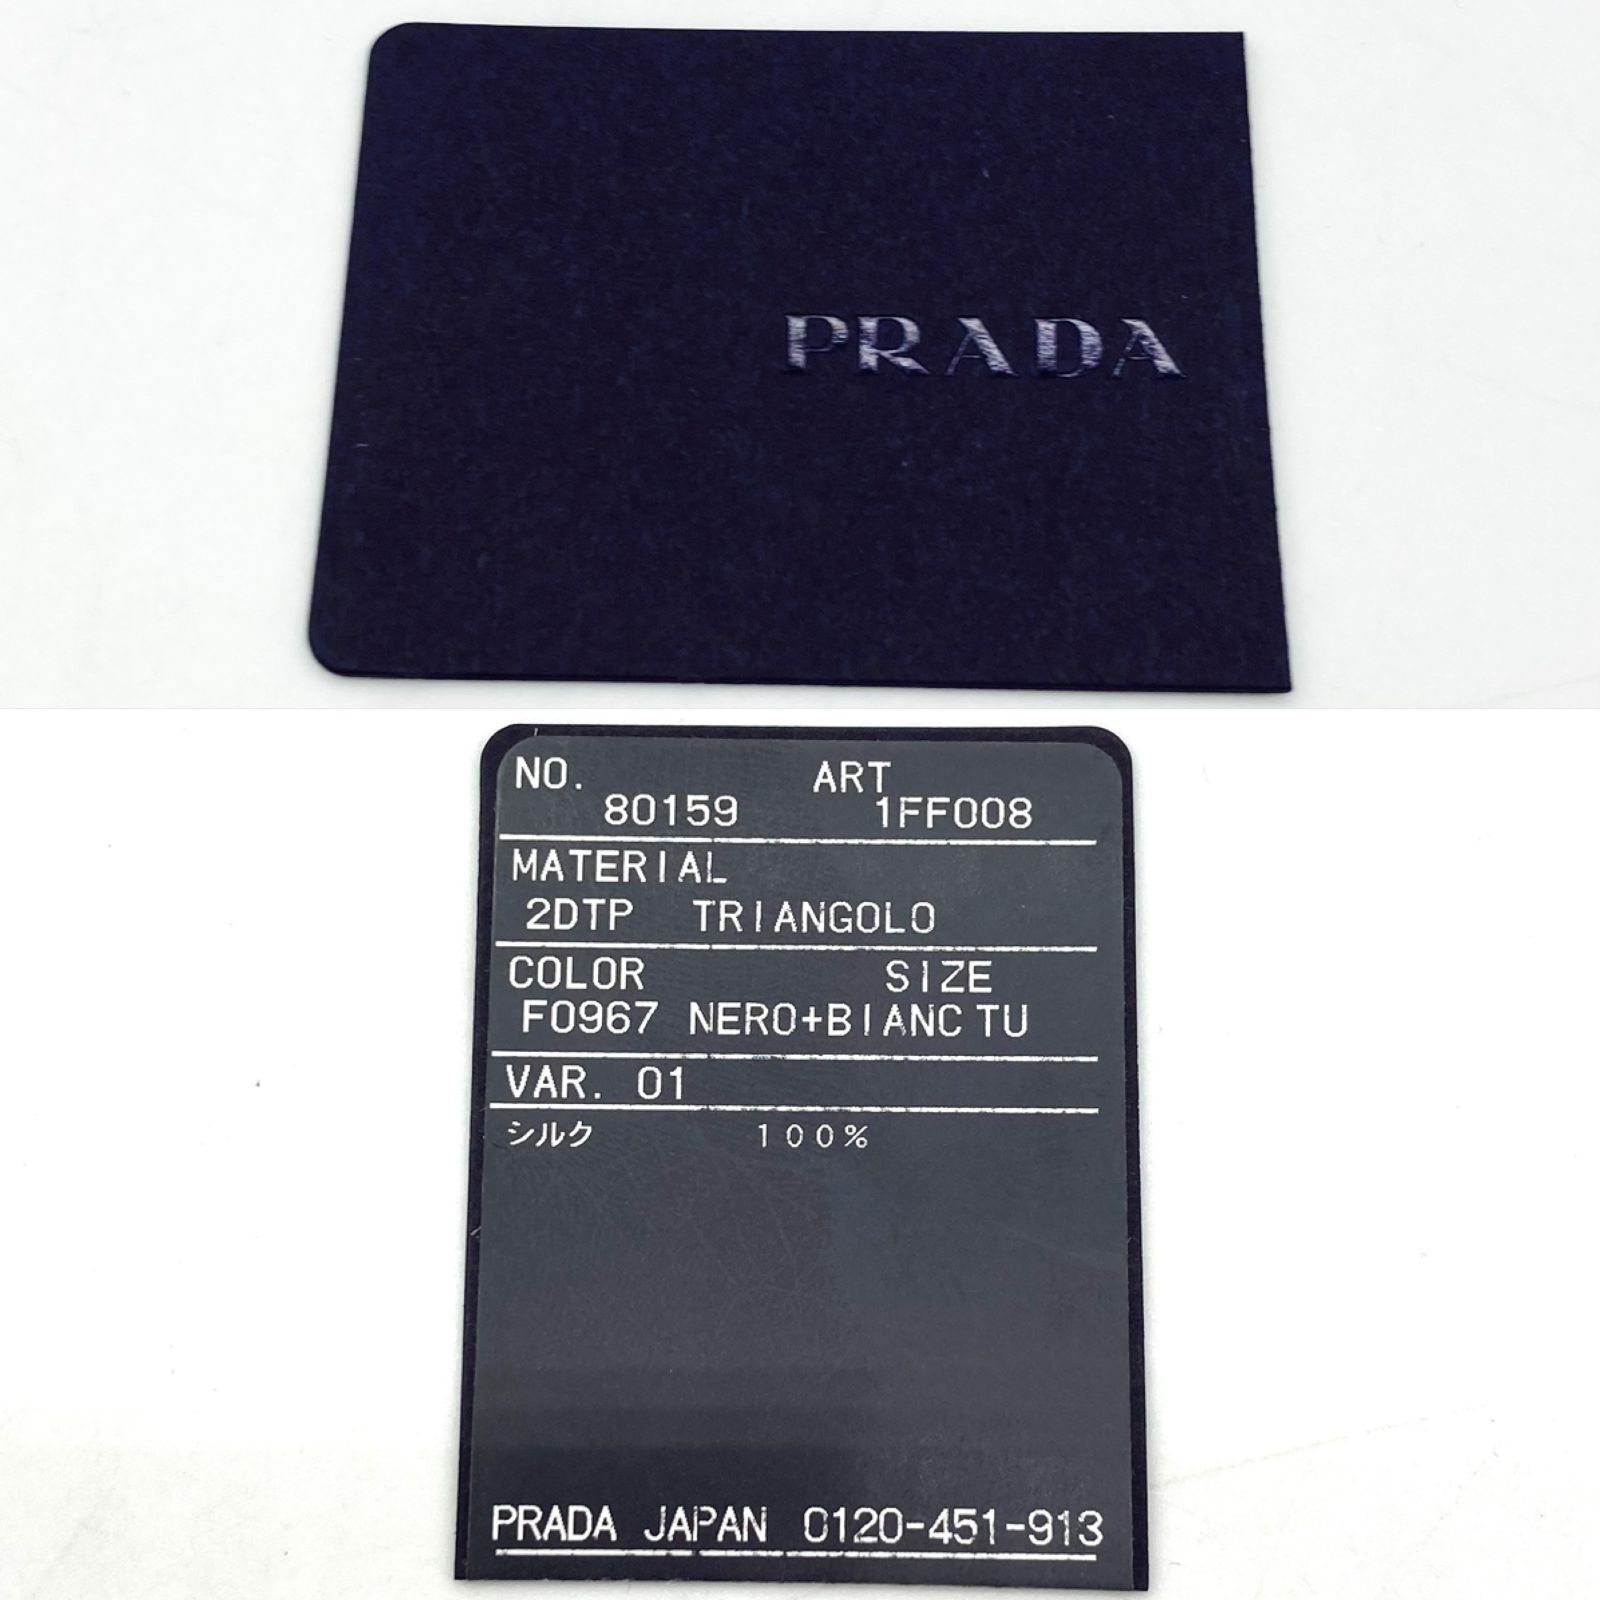 PRADA
NO. ART
80159 1FF008
MATERIAL
2DTP TRIANGOLO
COLOR SIZE
F0967 NERO+BIANC TU
VAR. 01
シルク 100%
PRADA JAPAN 0120-451-913